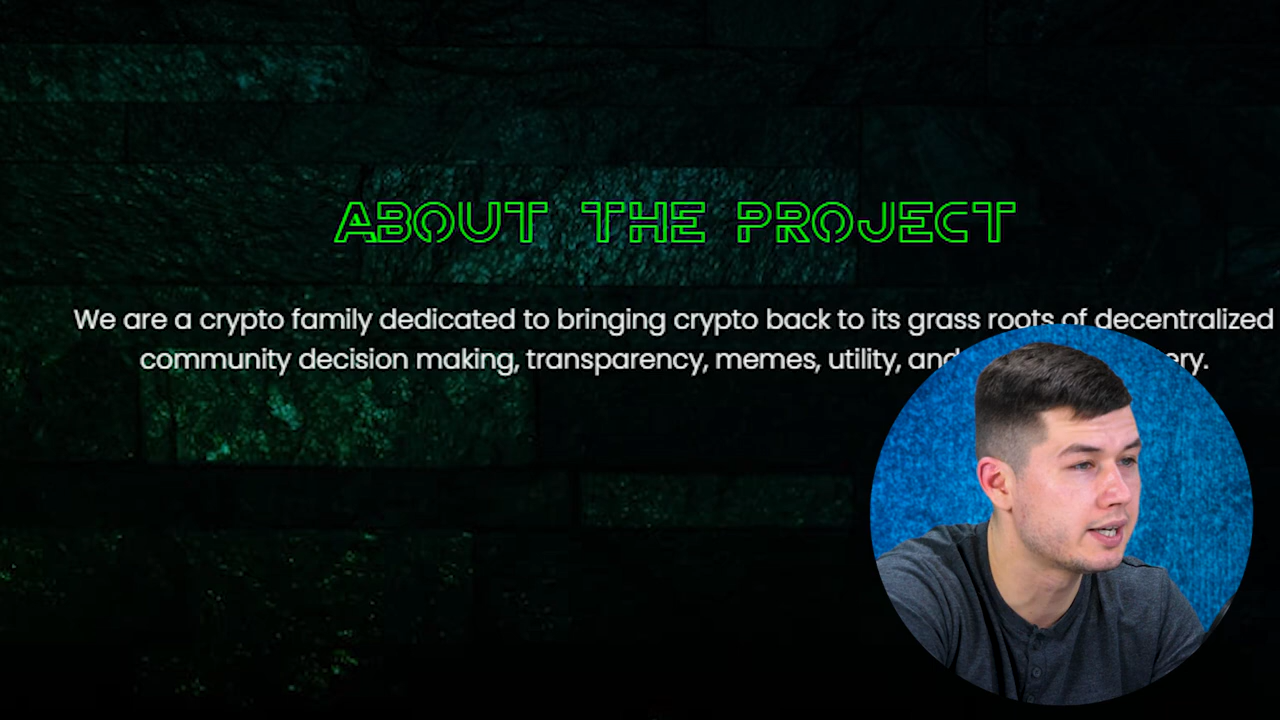 ABOUT THE PROJECT
We are a crypto family dedicated to bringing crypto back to its grass roots of decentralized
community decision making, transparency, memes, utility, and